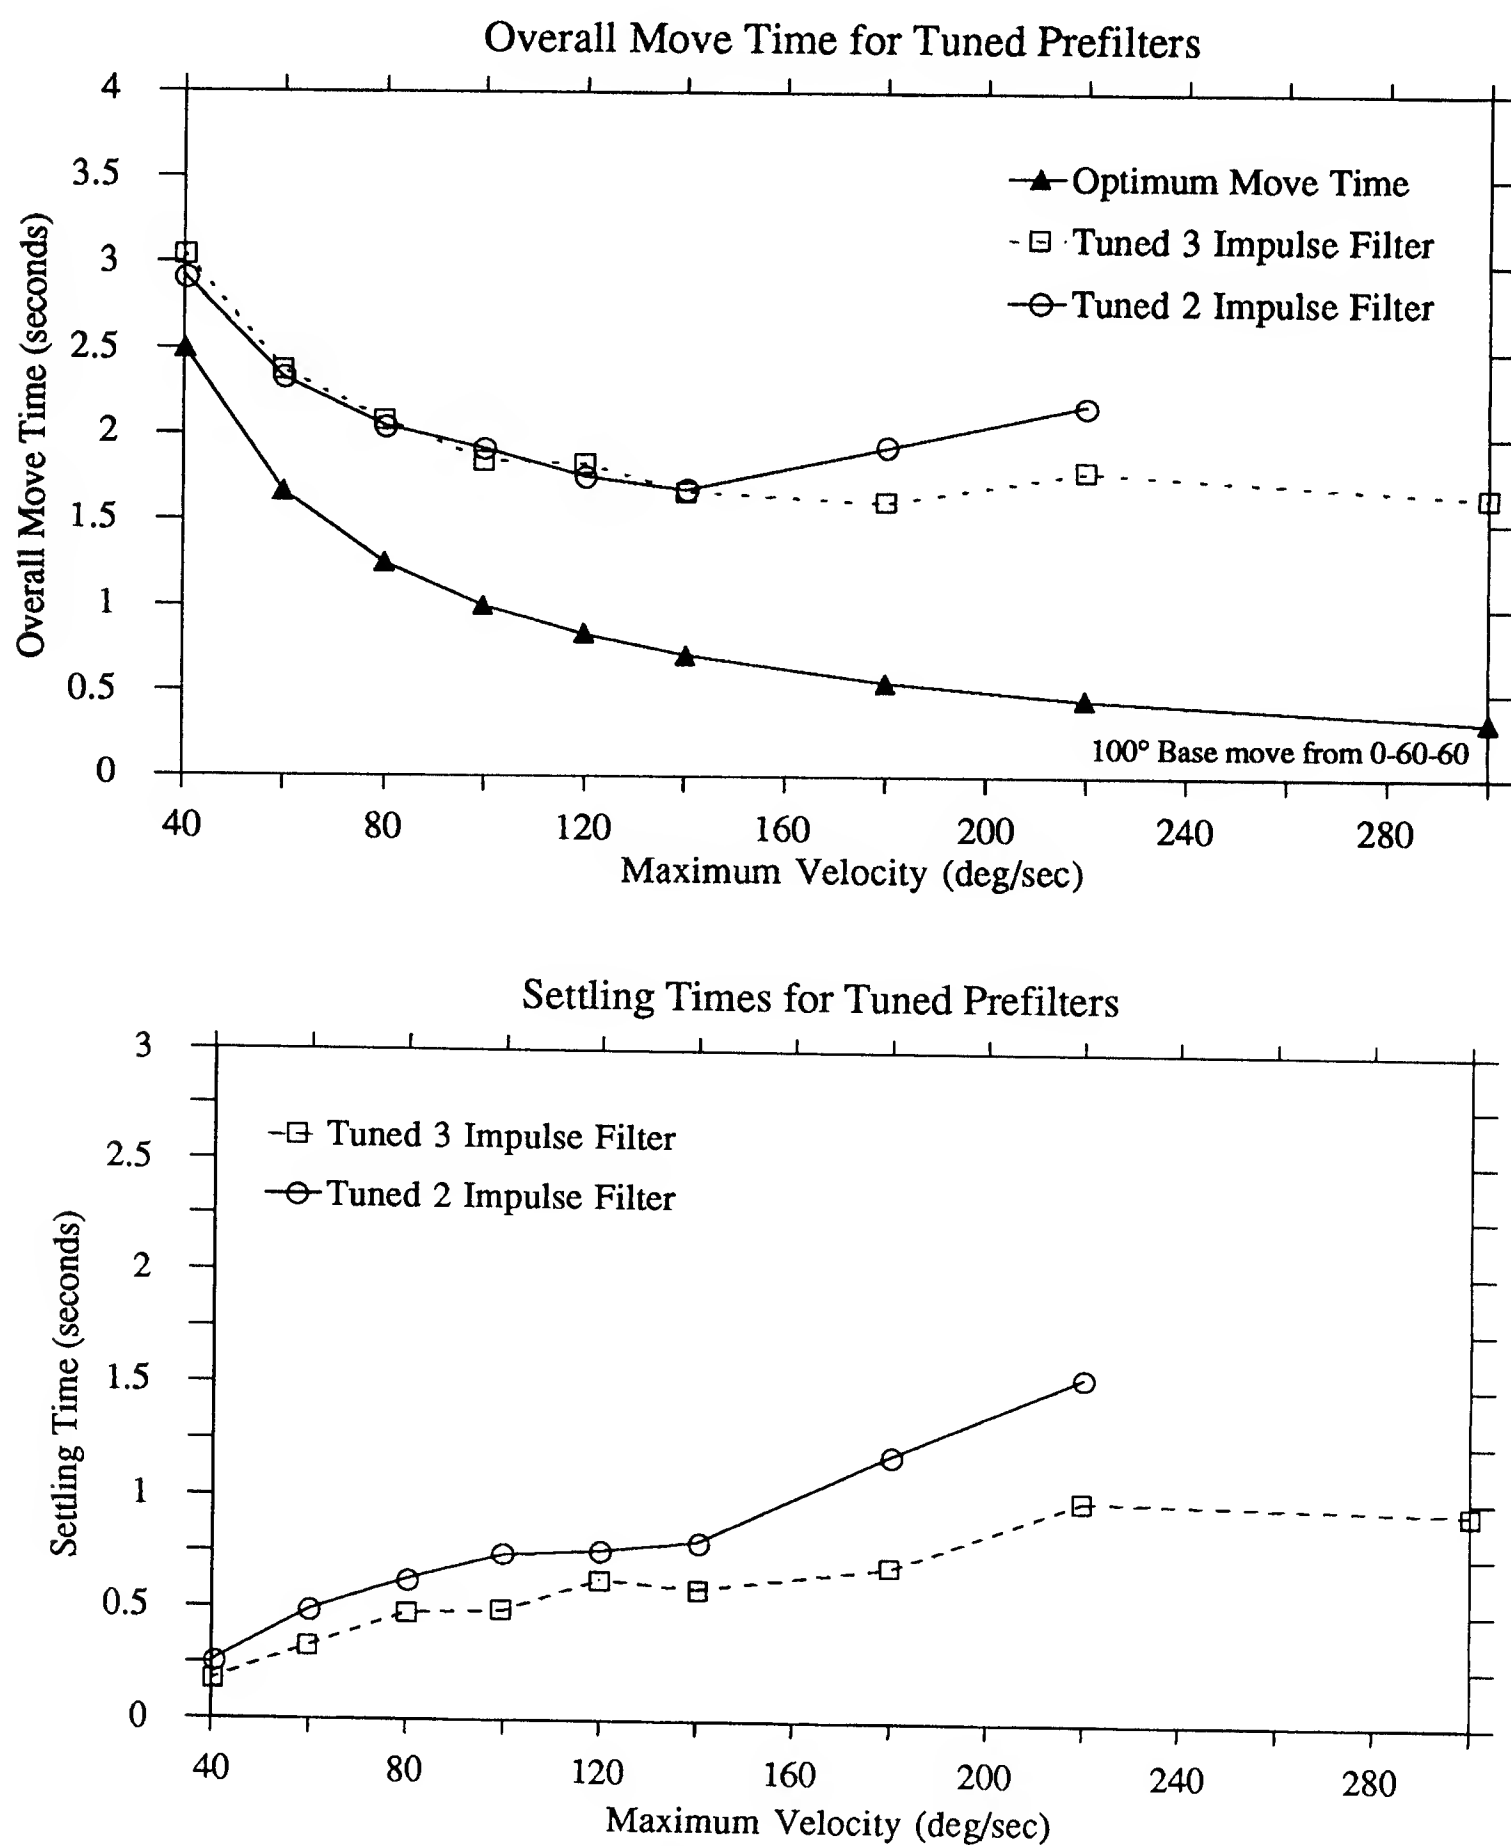 Overall Move Time for Tuned Prefilters
4
3.5
3
2.5
2
1.5
1
0.5
0
Overall Move Time (seconds)
Optimum Move Time
Tuned 3 Impulse Filter
Tuned 2 Impulse Filter
100° Base move from 0-60-60
40 80 120 160 200 240 280
Maximum Velocity (deg/sec)
Settling Times for Tuned Prefilters
3
2.5
2
1.5
1
0.5
0
Settling Time (seconds)
Tuned 3 Impulse Filter
Tuned 2 Impulse Filter
40 80 120 160 200 240 280
Maximum Velocity (deg/sec)